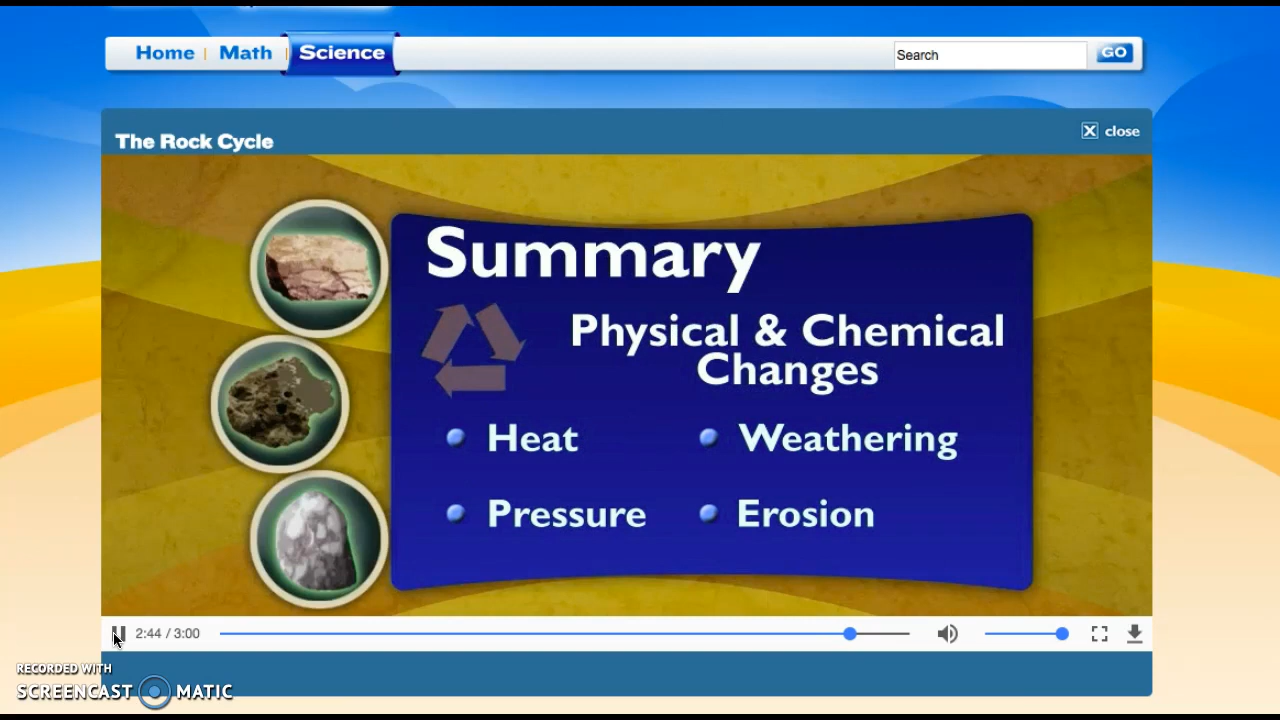 Home Math Science Search GO
The Rock Cycle
close
Summary
Physical & Chemical
Changes
Heat
Weathering
Pressure
Erosion
2:44 / 3:00
RECORDED WITH
SCREENCAST MATIC